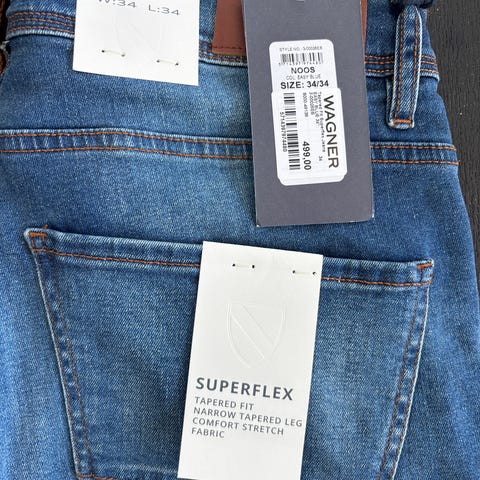 W:34 L:34
STYLE NO.:
NOOS
COL. EASY BLUE
SIZE: 34/34
WAGNER
499.00
34
SUPERFLEX
TAPERED FIT
NARROW TAPERED LEG
COMFORT STRETCH
FABRIC